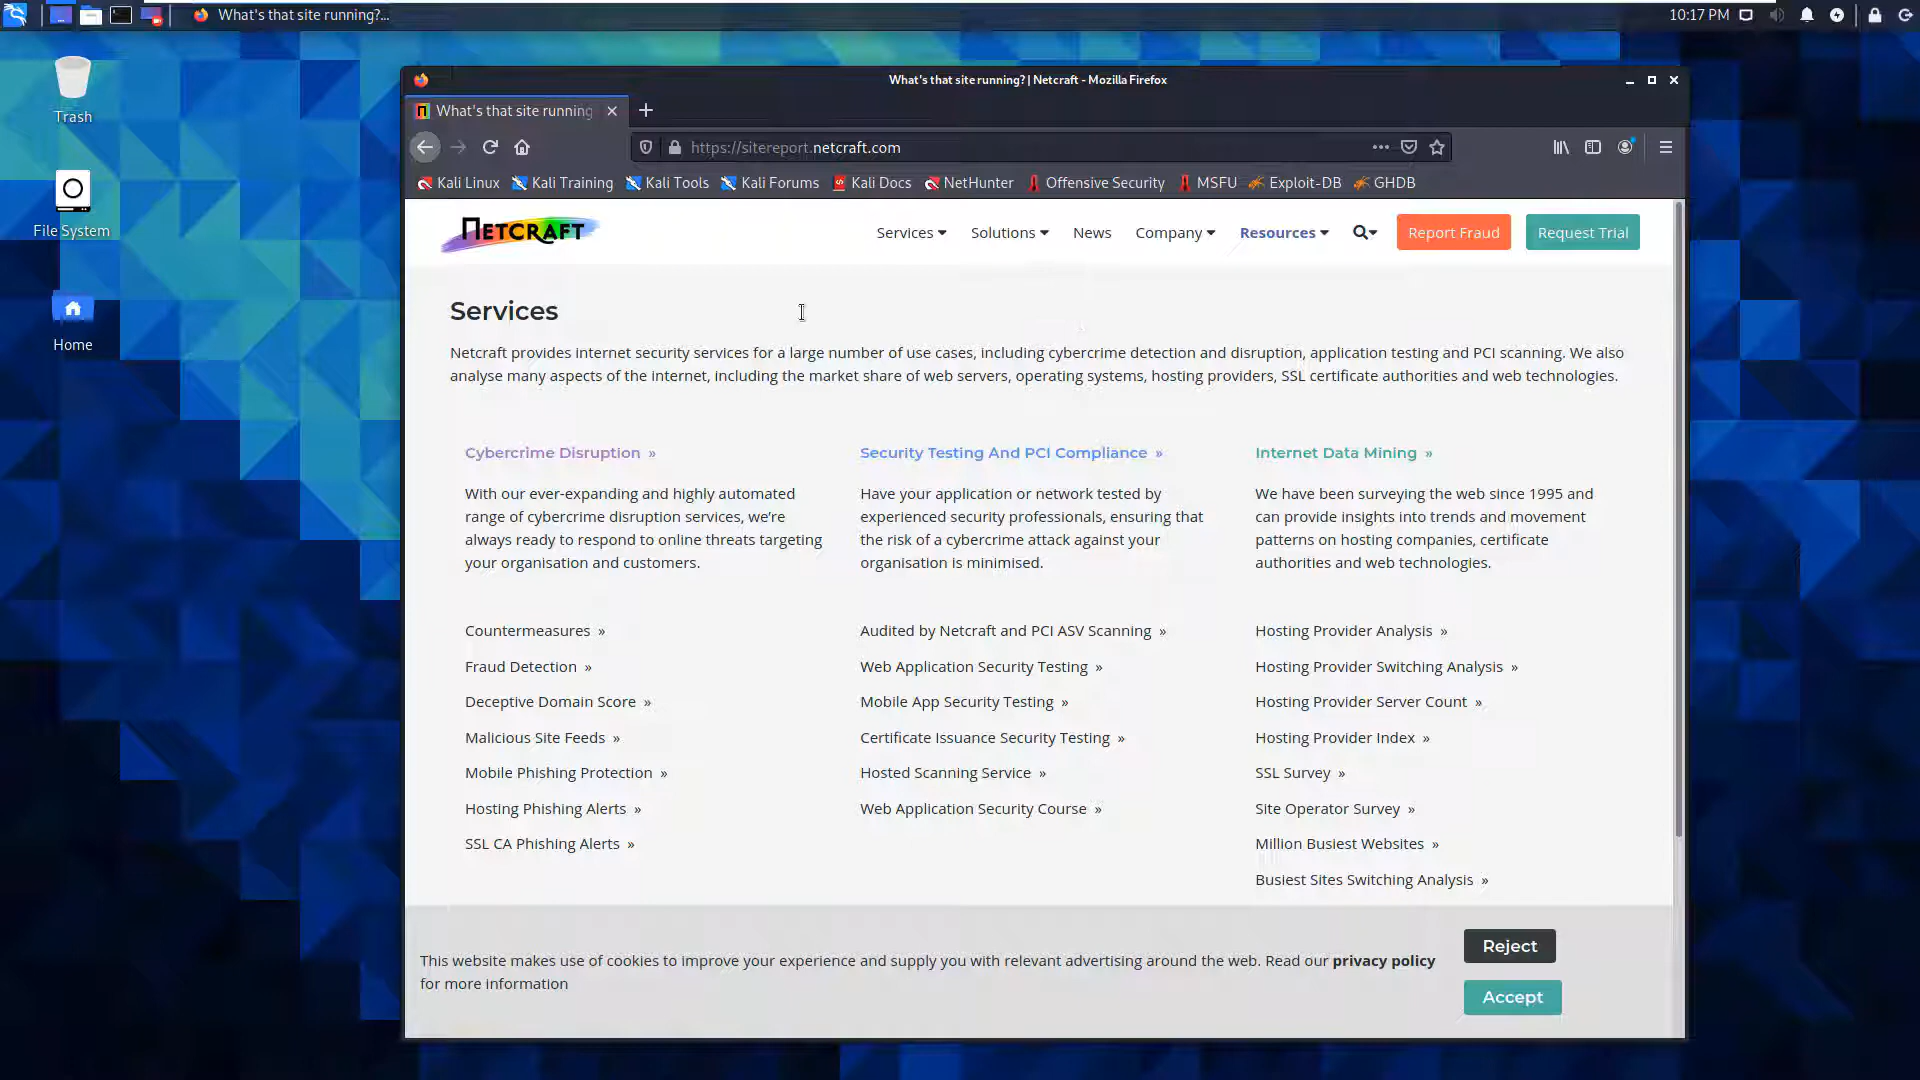 What's that site running?...
10:17 PM
Trash
File System
Home
What's that site running? | Netcraft - Mozilla Firefox
What's that site running
https://sitereport.netcraft.com
Kali Linux
Kali Training
Kali Tools
Kali Forums
Kali Docs
NetHunter
Offensive Security
MSFU
Exploit-DB
GHDB
NETCRAFT
Services
Solutions
News
Company
Resources
Report Fraud
Request Trial
Services
Netcraft provides internet security services for a large number of use cases, including cybercrime detection and disruption, application testing and PCI scanning. We also
analyse many aspects of the internet, including the market share of web servers, operating systems, hosting providers, SSL certificate authorities and web technologies.
Cybercrime Disruption »
With our ever-expanding and highly automated
range of cybercrime disruption services, we’re
always ready to respond to online threats targeting
your organisation and customers.
Countermeasures »
Fraud Detection »
Deceptive Domain Score »
Malicious Site Feeds »
Mobile Phishing Protection »
Hosting Phishing Alerts »
SSL CA Phishing Alerts »
Security Testing And PCI Compliance »
Have your application or network tested by
experienced security professionals, ensuring that
the risk of a cybercrime attack against your
organisation is minimised.
Audited by Netcraft and PCI ASV Scanning »
Web Application Security Testing »
Mobile App Security Testing »
Certificate Issuance Security Testing »
Hosted Scanning Service »
Web Application Security Course »
Internet Data Mining »
We have been surveying the web since 1995 and
can provide insights into trends and movement
patterns on hosting companies, certificate
authorities and web technologies.
Hosting Provider Analysis »
Hosting Provider Switching Analysis »
Hosting Provider Server Count »
Hosting Provider Index »
SSL Survey »
Site Operator Survey »
Million Busiest Websites »
Busiest Sites Switching Analysis »
This website makes use of cookies to improve your experience and supply you with relevant advertising around the web. Read our privacy policy
for more information
Reject
Accept